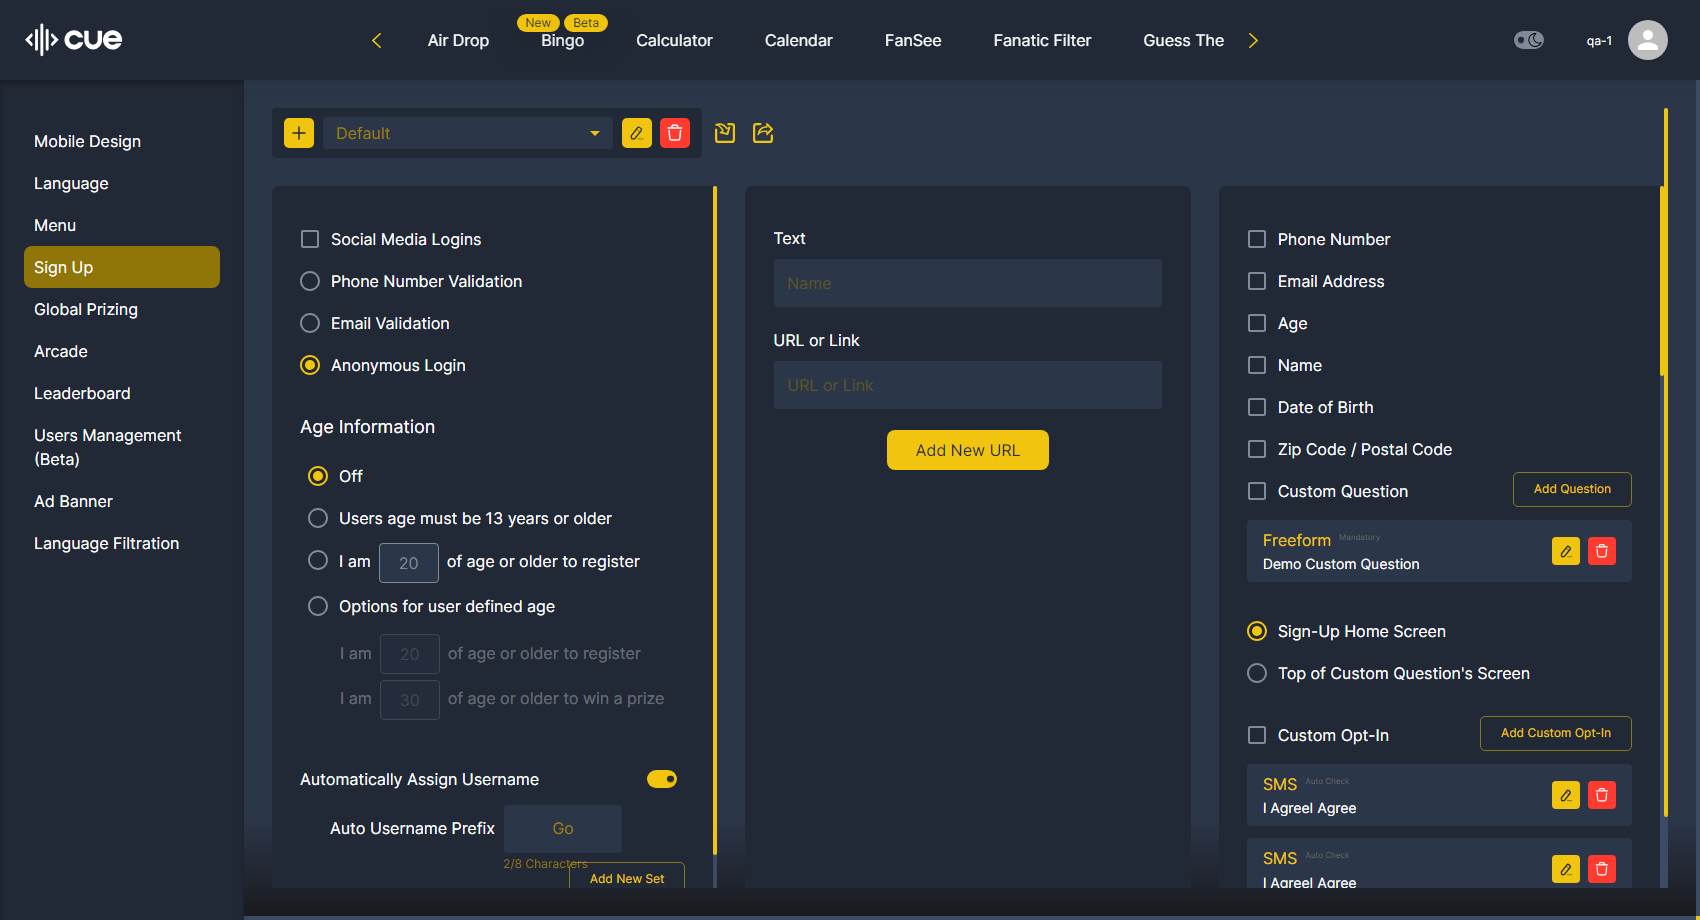 cue
Air Drop
New
Beta
Bingo
Calculator
Calendar
FanSee
Fanatic Filter
Guess The
qa-1
Mobile Design
Language
Menu
Sign Up
Global Prizing
Arcade
Leaderboard
Users Management
(Beta)
Ad Banner
Language Filtration
Default
Social Media Logins
Phone Number Validation
Email Validation
Anonymous Login
Age Information
Off
Users age must be 13 years or older
I am 20 of age or older to register
Options for user defined age
I am 20 of age or older to register
I am 30 of age or older to win a prize
Automatically Assign Username
Auto Username Prefix Go
2/8 Characters
Add New Set
Text
Name
URL or Link
URL or Link
Add New URL
Phone Number
Email Address
Age
Name
Date of Birth
Zip Code / Postal Code
Custom Question
Add Question
Freeform Mandatory
Demo Custom Question
Sign-Up Home Screen
Top of Custom Question's Screen
Custom Opt-In
Add Custom Opt-In
SMS Auto Check
I AgreeI Agree
SMS Auto Check
I AgreeI Agree